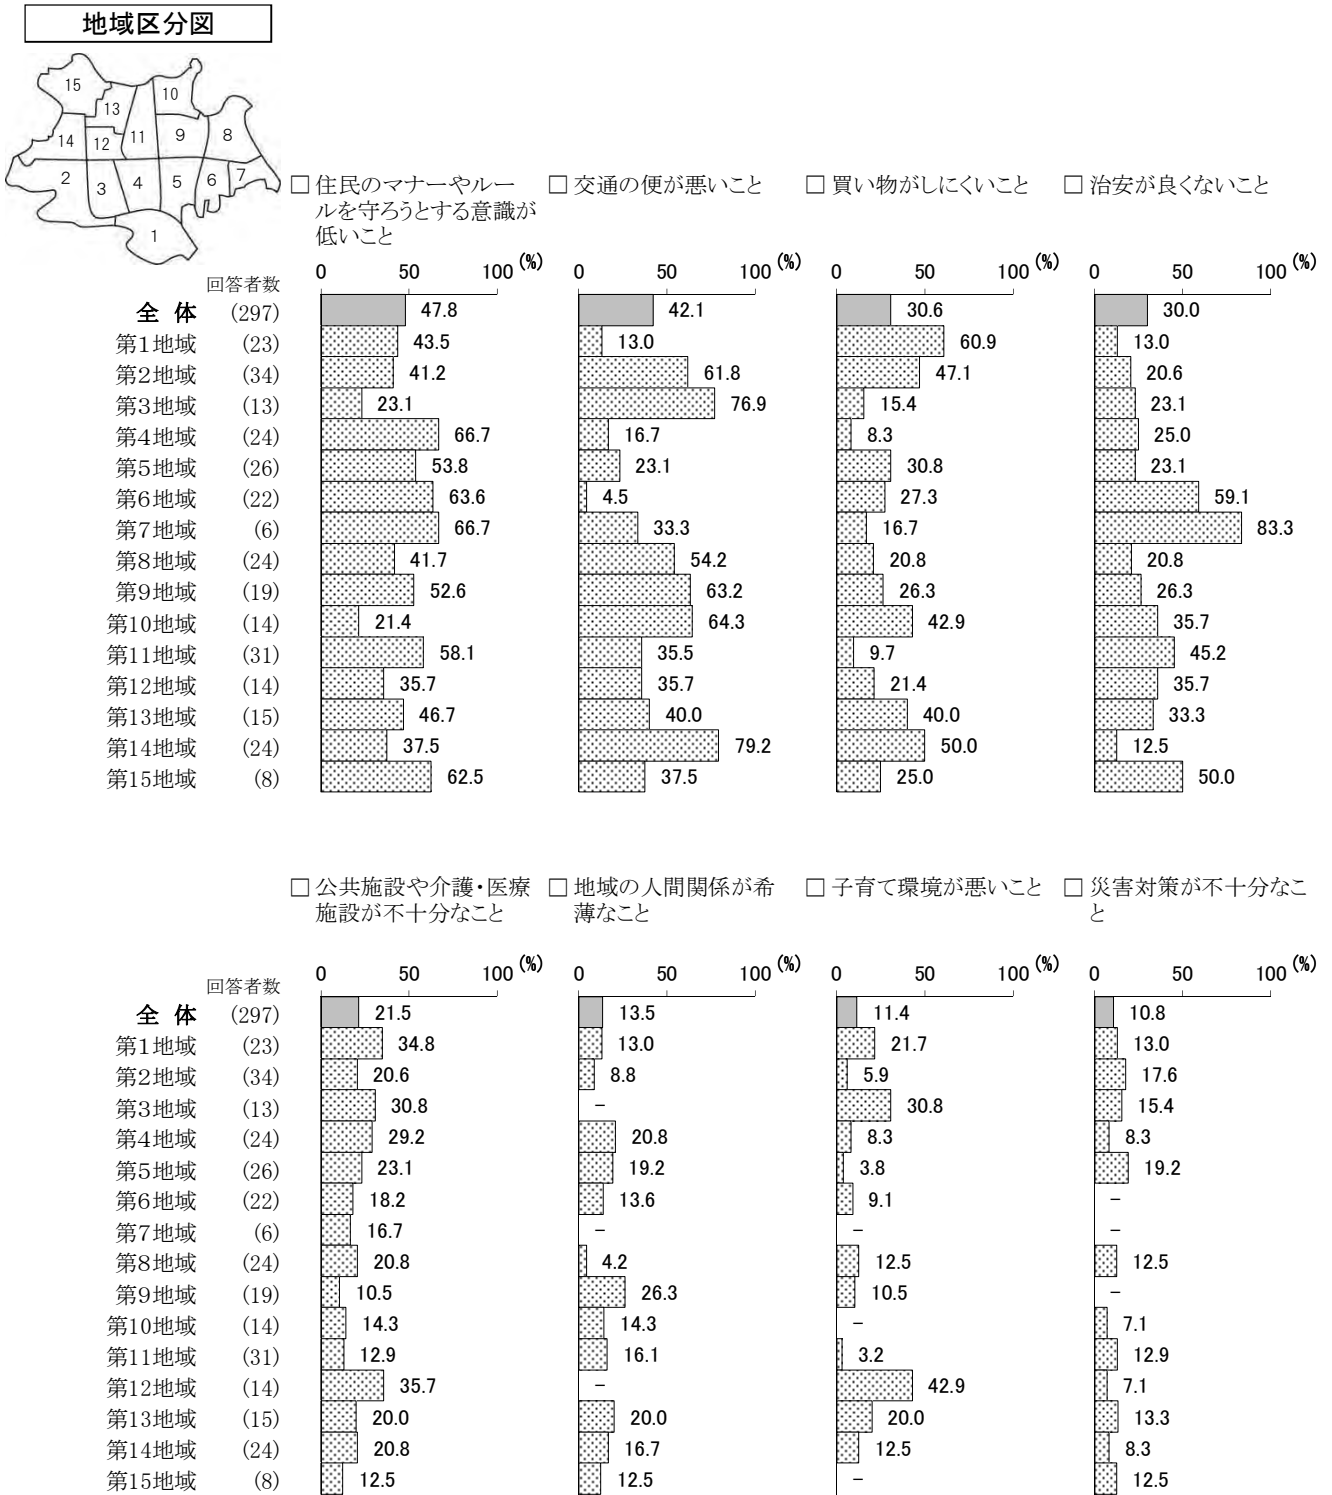 地域区分図
15
10
13
14
12
11
9
8
2
3
4
5
6
7
1
□ 住民のマナーやルー
ルを守ろうとする意識が
低いこと
□ 交通の便が悪いこと
□ 買い物がしにくいこと
□ 治安が良くないこと
0 50 100 (%) 0 50 100 (%) 0 50 100 (%) 0 50 100 (%)
回答者数
全 体 (297) 47.8 42.1 30.6 30.0
第1地域 (23) 43.5 13.0 60.9 13.0
第2地域 (34) 41.2 61.8 47.1 20.6
第3地域 (13) 23.1 76.9 15.4 23.1
第4地域 (24) 66.7 16.7 8.3 25.0
第5地域 (26) 53.8 23.1 30.8 23.1
第6地域 (22) 63.6 4.5 27.3 59.1
第7地域 (6) 66.7 33.3 16.7 83.3
第8地域 (24) 41.7 54.2 20.8 20.8
第9地域 (19) 52.6 63.2 26.3 26.3
第10地域 (14) 21.4 64.3 42.9 35.7
第11地域 (31) 58.1 35.5 9.7 45.2
第12地域 (14) 35.7 35.7 21.4 35.7
第13地域 (15) 46.7 40.0 40.0 33.3
第14地域 (24) 37.5 79.2 50.0 12.5
第15地域 (8) 62.5 37.5 25.0 50.0
□ 公共施設や介護・医療
施設が不十分なこと
□ 地域の人間関係が希
薄なこと
□ 子育て環境が悪いこと
□ 災害対策が不十分なこ
と
0 50 100 (%) 0 50 100 (%) 0 50 100 (%) 0 50 100 (%)
回答者数
全 体 (297) 21.5 13.5 11.4 10.8
第1地域 (23) 34.8 13.0 21.7 13.0
第2地域 (34) 20.6 8.8 5.9 17.6
第3地域 (13) 30.8 － 30.8 15.4
第4地域 (24) 29.2 20.8 8.3 8.3
第5地域 (26) 23.1 19.2 3.8 19.2
第6地域 (22) 18.2 13.6 9.1 －
第7地域 (6) 16.7 － － －
第8地域 (24) 20.8 4.2 12.5 12.5
第9地域 (19) 10.5 26.3 10.5 －
第10地域 (14) 14.3 14.3 － 7.1
第11地域 (31) 12.9 16.1 3.2 12.9
第12地域 (14) 35.7 － 42.9 7.1
第13地域 (15) 20.0 20.0 20.0 13.3
第14地域 (24) 20.8 16.7 12.5 8.3
第15地域 (8) 12.5 12.5 － 12.5